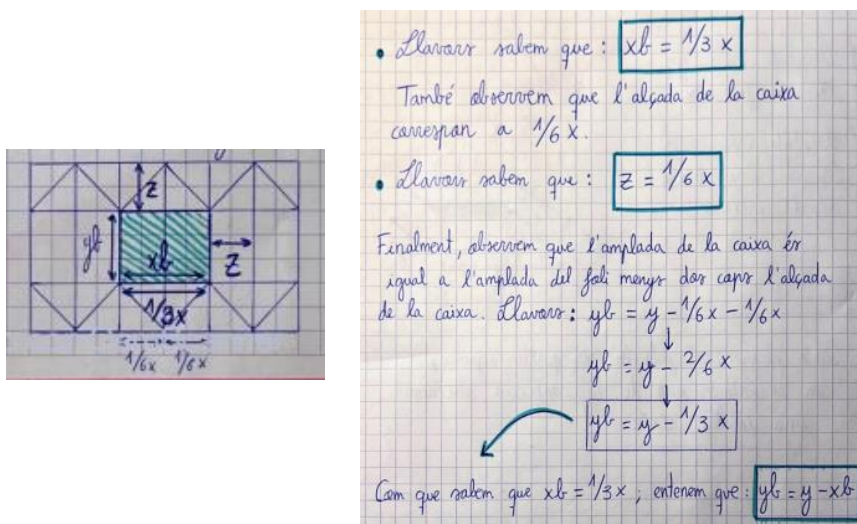 z
yb
xb
z
1/3x
1/6x 1/6x
• Llavors sabem que: xb = 1/3 x
També observem que l'alçada de la caixa
correspon a 1/6 x.
• Llavors sabem que: z = 1/6 x
Finalment, observem que l'amplada de la caixa és
igual a l'amplada del foli menys dos cops l'alçada
de la caixa. Llavors: yb = y - 1/6x - 1/6x
yb = y - 2/6 x
yb = y - 1/3 x
Com que sabem que xb = 1/3x, entenem que: yb = y - xb